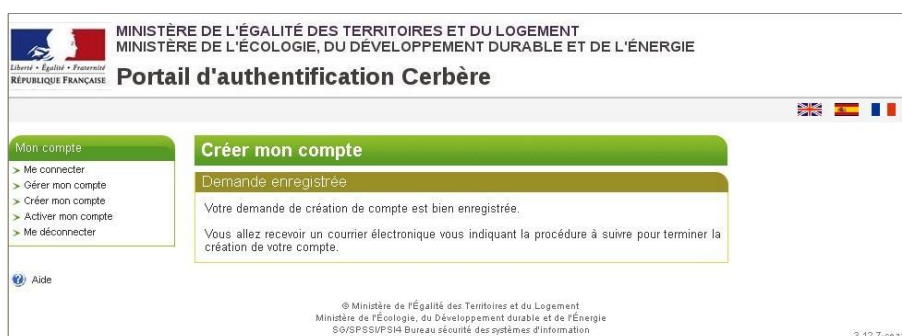 MINISTÈRE DE L'ÉGALITÉ DES TERRITOIRES ET DU LOGEMENT
MINISTÈRE DE L'ÉCOLOGIE, DU DÉVELOPPEMENT DURABLE ET DE L'ÉNERGIE
Liberté • Égalité • Fraternité
RÉPUBLIQUE FRANÇAISE
Portail d'authentification Cerbère
Mon compte
Me connecter
Gérer mon compte
Créer mon compte
Activer mon compte
Me déconnecter
Aide
Créer mon compte
Demande enregistrée
Votre demande de création de compte est bien enregistrée.
Vous allez recevoir un courrier électronique vous indiquant la procédure à suivre pour terminer la
création de votre compte.
© Ministère de l'Égalité des Territoires et du Logement
Ministère de l'Écologie, du Développement durable et de l'Énergie
SG/SPSSI/PSI4 Bureau sécurité des systèmes d'information